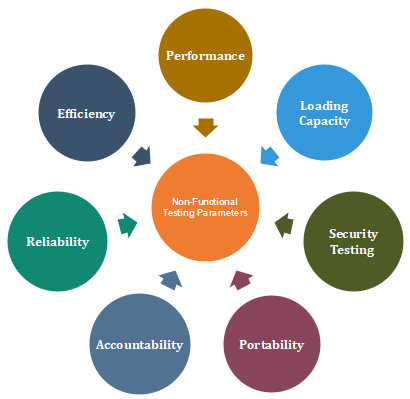 Performance
Loading
Capacity
Security
Testing
Portability
Accountability
Reliability
Efficiency
Non-Functional
Testing Parameters